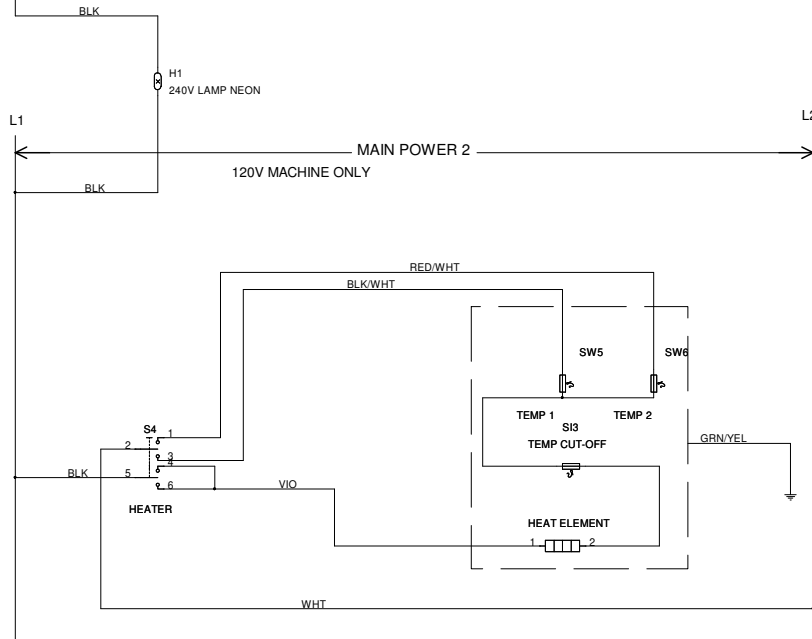 BLK
H1
240V LAMP NEON
L1
L2
MAIN POWER 2
120V MACHINE ONLY
BLK
RED/WHT
BLK/WHT
SW5
SW6
TEMP 1
TEMP 2
SI3
TEMP CUT-OFF
S4
1
2
3
4
5
6
BLK
HEATER
VIO
GRN/YEL
HEAT ELEMENT
1
2
WHT